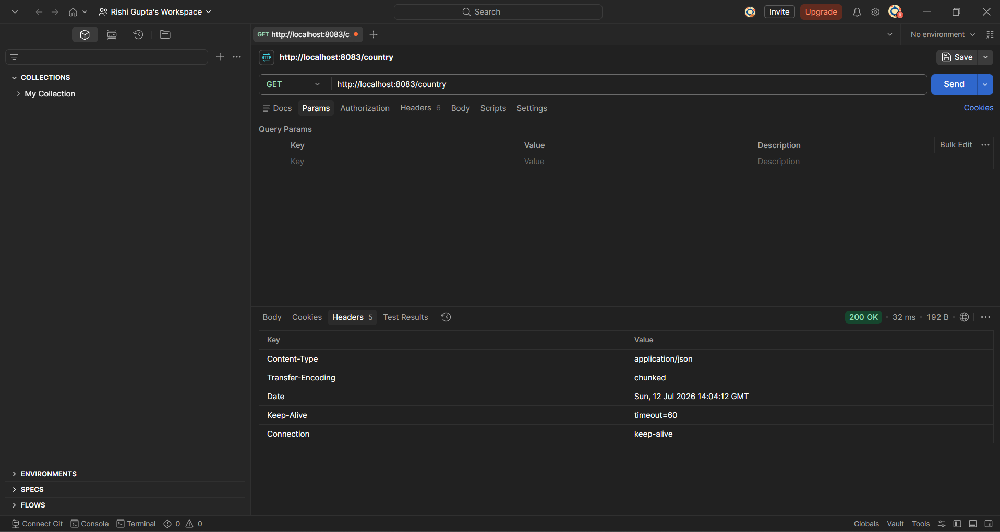 Rishi Gupta's Workspace
Search
Invite
Upgrade
R
GET http://localhost:8083/c
No environment
HTTP
http://localhost:8083/country
Save
COLLECTIONS
My Collection
GET
http://localhost:8083/country
Send
Docs
Params
Authorization
Headers 6
Body
Scripts
Settings
Cookies
Query Params
Key Value Description Bulk Edit
Key Value Description
Body Cookies Headers 5 Test Results
200 OK • 32 ms • 192 B
Key Value
Content-Type application/json
Transfer-Encoding chunked
Date Sun, 12 Jul 2026 14:04:12 GMT
Keep-Alive timeout=60
Connection keep-alive
ENVIRONMENTS
SPECS
FLOWS
Connect Git Console Terminal 0 0
Globals Vault Tools